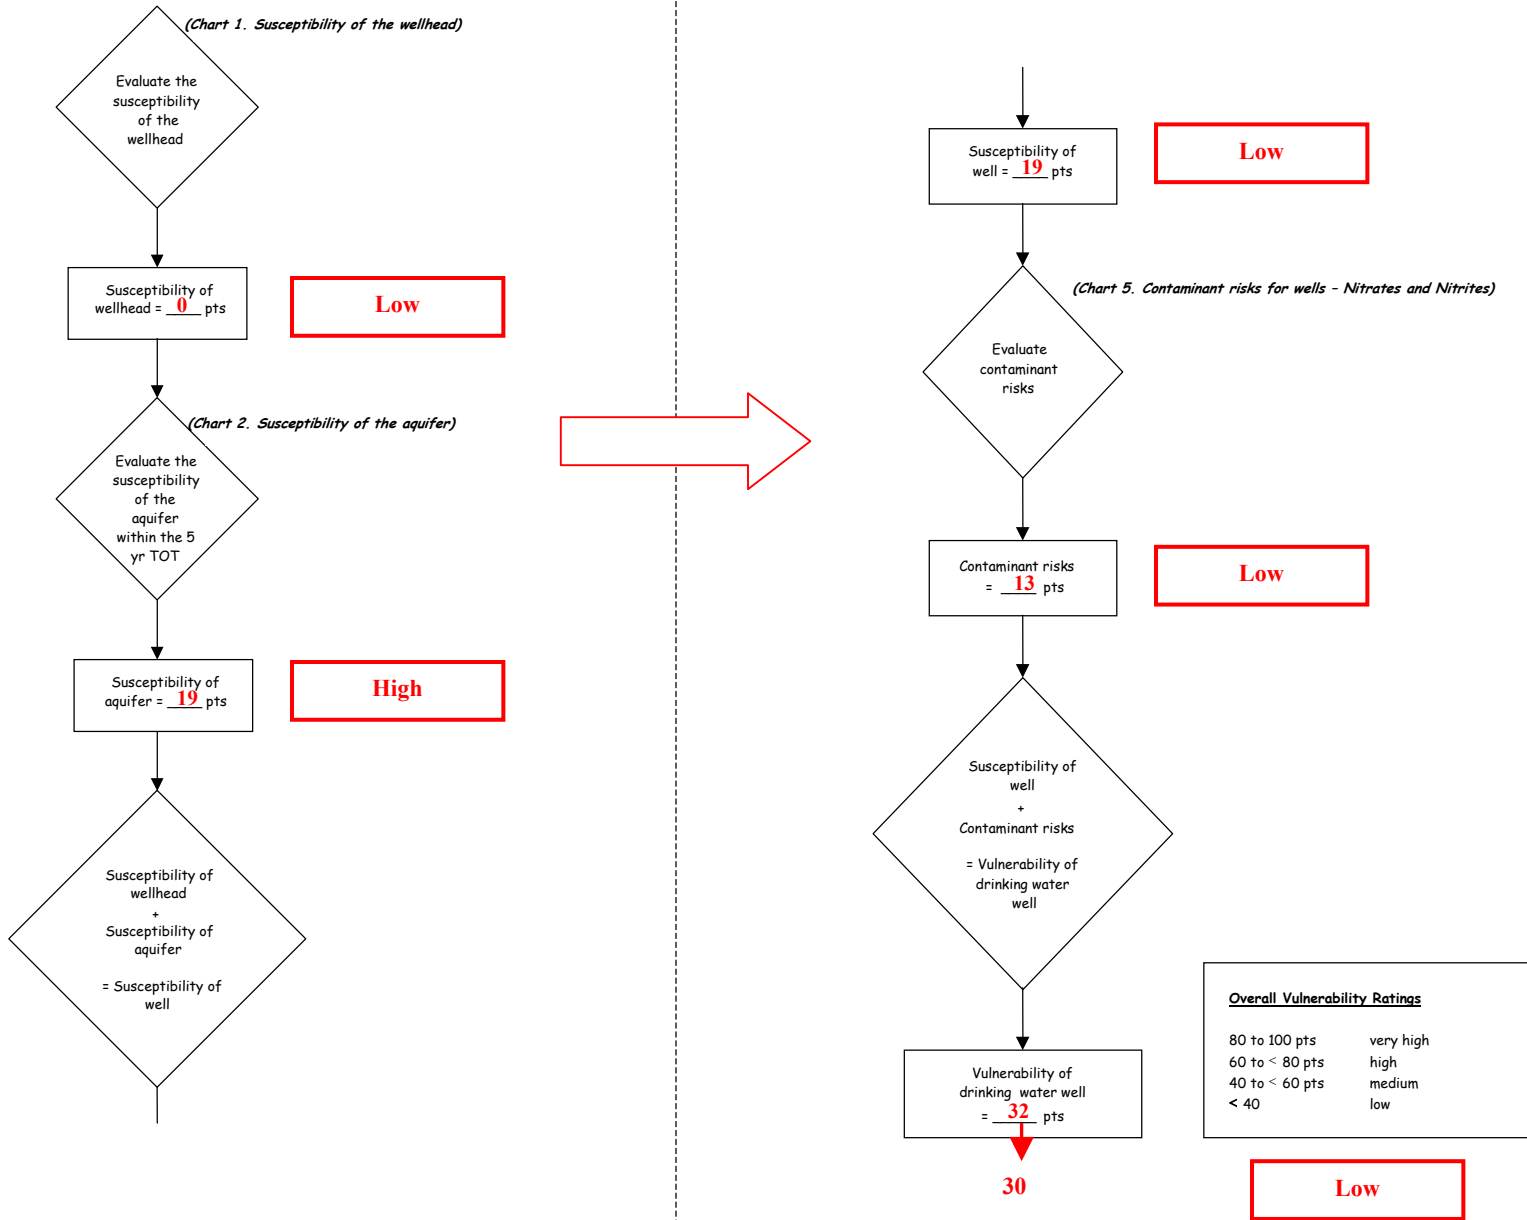 (Chart 1. Susceptibility of the wellhead)
Evaluate the
susceptibility
of the
wellhead
Susceptibility of
wellhead = 0 pts
Low
(Chart 2. Susceptibility of the aquifer)
Evaluate the
susceptibility
of the
aquifer
within the 5
yr TOT
Susceptibility of
aquifer = 19 pts
High
Susceptibility of
wellhead
+
Susceptibility of
aquifer
= Susceptibility of
well
Susceptibility of
well = 19 pts
Low
(Chart 5. Contaminant risks for wells – Nitrates and Nitrites)
Evaluate
contaminant
risks
Contaminant risks
= 13 pts
Low
Susceptibility of
well
+
Contaminant risks
= Vulnerability of
drinking water
well
Vulnerability of
drinking water well
= 32 pts
30
Overall Vulnerability Ratings
80 to 100 pts very high
60 to < 80 pts high
40 to < 60 pts medium
< 40 low
Low